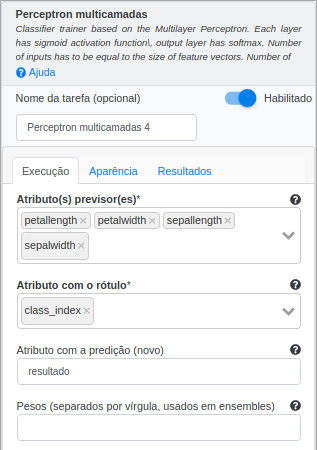 Perceptron multicamadas
Classifier trainer based on the Multilayer Perceptron. Each layer
has sigmoid activation function\, output layer has softmax. Number
of inputs has to be equal to the size of feature vectors. Number of
Ajuda
Nome da tarefa (opcional)
Habilitado
Perceptron multicamadas 4
Execução Aparência Resultados
Atributo(s) previsor(es)*
petallength × petalwidth × sepallength ×
sepalwidth ×
Atributo com o rótulo*
class_index ×
Atributo com a predição (novo)
resultado
Pesos (separados por vírgula, usados em ensembles)